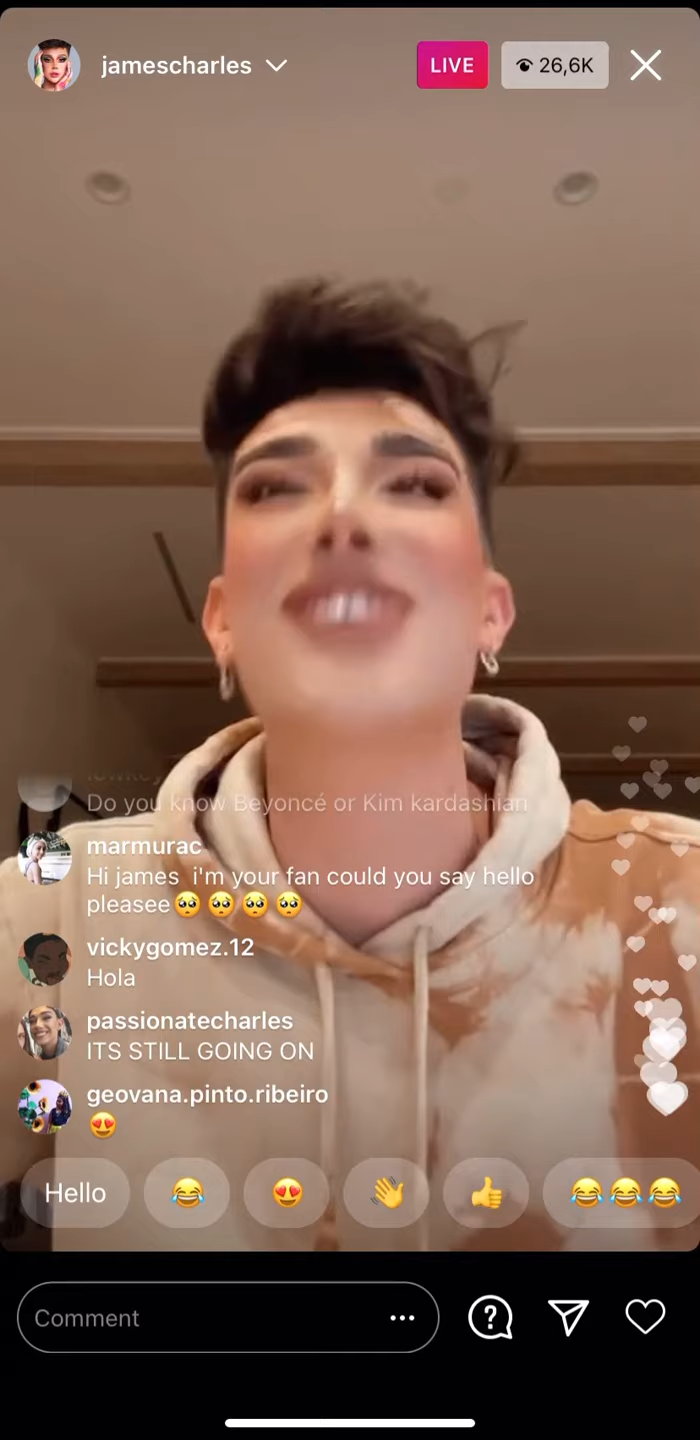 jamescharles
LIVE
26,6K
Do you know Beyoncé or Kim kardashian
marmurac
Hi james i'm your fan could you say hello
pleasee🥺🥺🥺🥺
vickygomez.12
Hola
passionatecharles
ITS STILL GOING ON
geovana.pinto.ribeiro
😍
Hello 😂 😍 👋 👍 😂😂😂
Comment ...